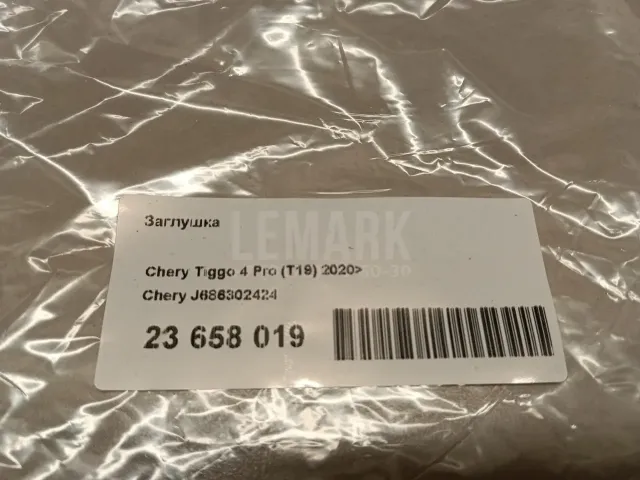 Заглушка
LEMARK
Chery Tiggo 4 Pro (T19) 2020>
Chery J686302424
23 658 019